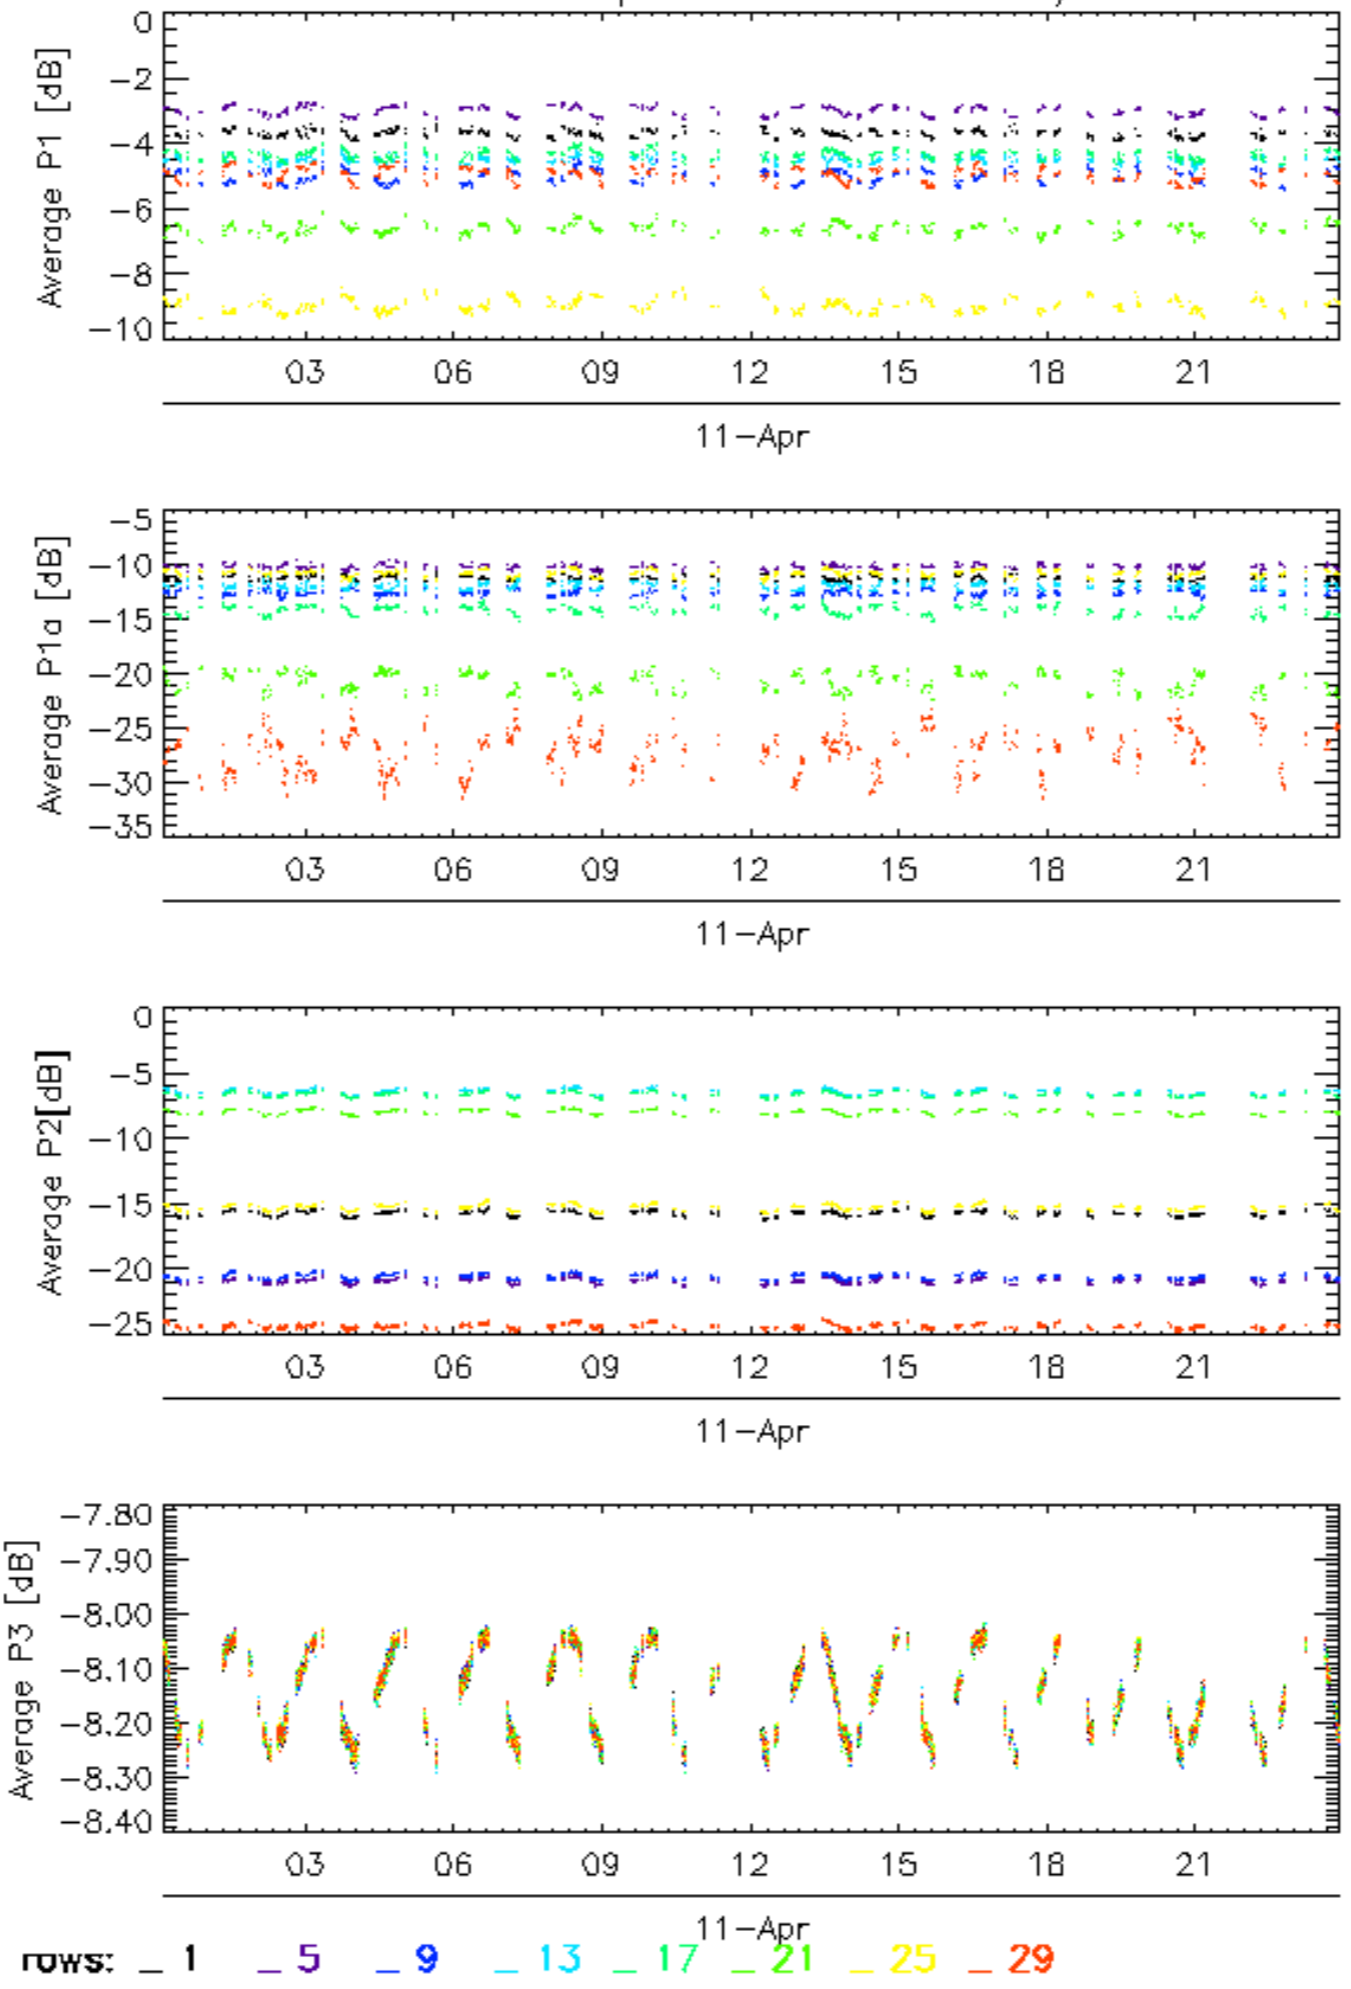 0
−2
−4
−6
−8
−10
Average P1 [dB]
03 06 09 12 15 18 21
11−Apr
−5
−10
−15
−20
−25
−30
−35
Average P1a [dB]
03 06 09 12 15 18 21
11−Apr
0
−5
−10
−15
−20
−25
Average P2[dB]
03 06 09 12 15 18 21
11−Apr
−7.80
−7.90
−8.00
−8.10
−8.20
−8.30
−8.40
Average P3 [dB]
03 06 09 12 15 18 21
11−Apr
rows: _ 1 _ 5 _ 9 _ 13 _ 17 _ 21 _ 25 _ 29